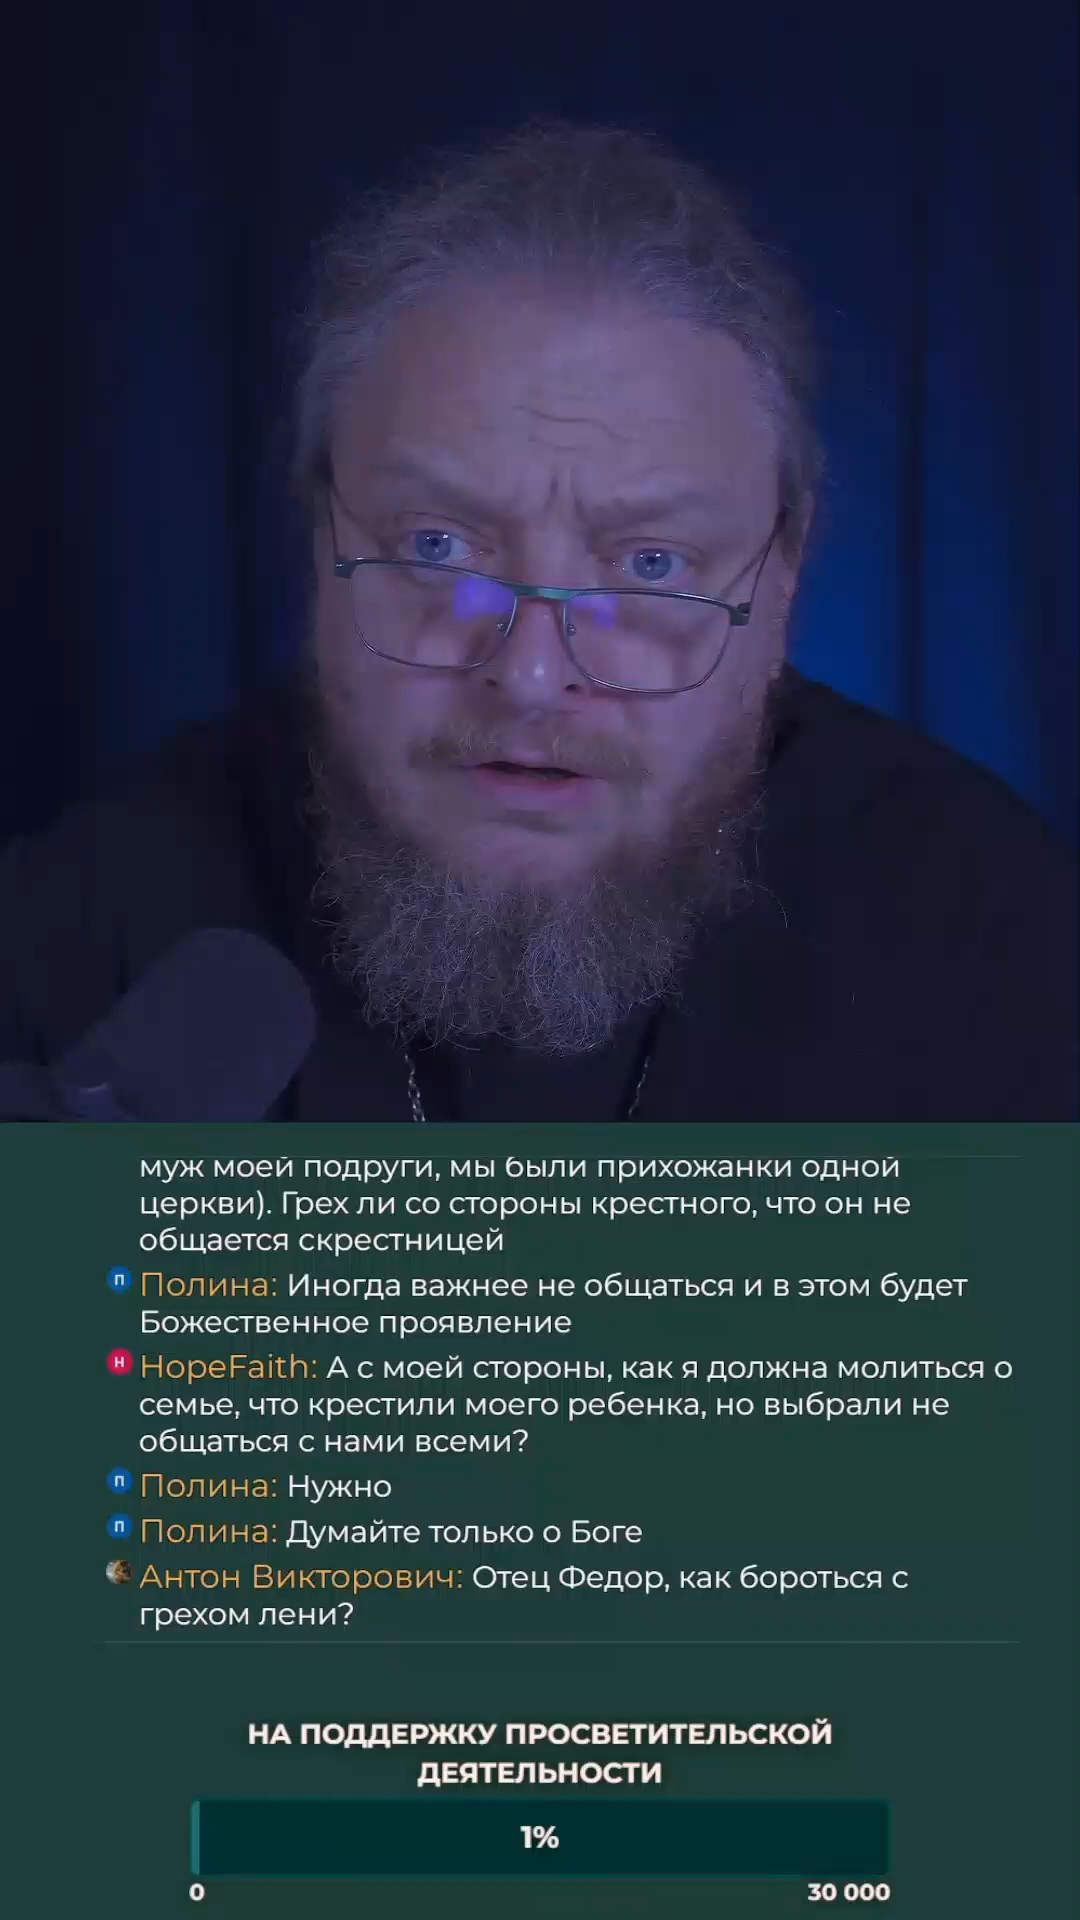 муж моей подруги, мы были прихожанки одной
церкви). Грех ли со стороны крестного, что он не
общается скрестницей
П Полина: Иногда важнее не общаться и в этом будет
Божественное проявление
H HopeFaith: А с моей стороны, как я должна молиться о
семье, что крестили моего ребенка, но выбрали не
общаться с нами всеми?
П Полина: Нужно
П Полина: Думайте только о Боге
Антон Викторович: Отец Федор, как бороться с
грехом лени?
НА ПОДДЕРЖКУ ПРОСВЕТИТЕЛЬСКОЙ
ДЕЯТЕЛЬНОСТИ
1%
0 30 000